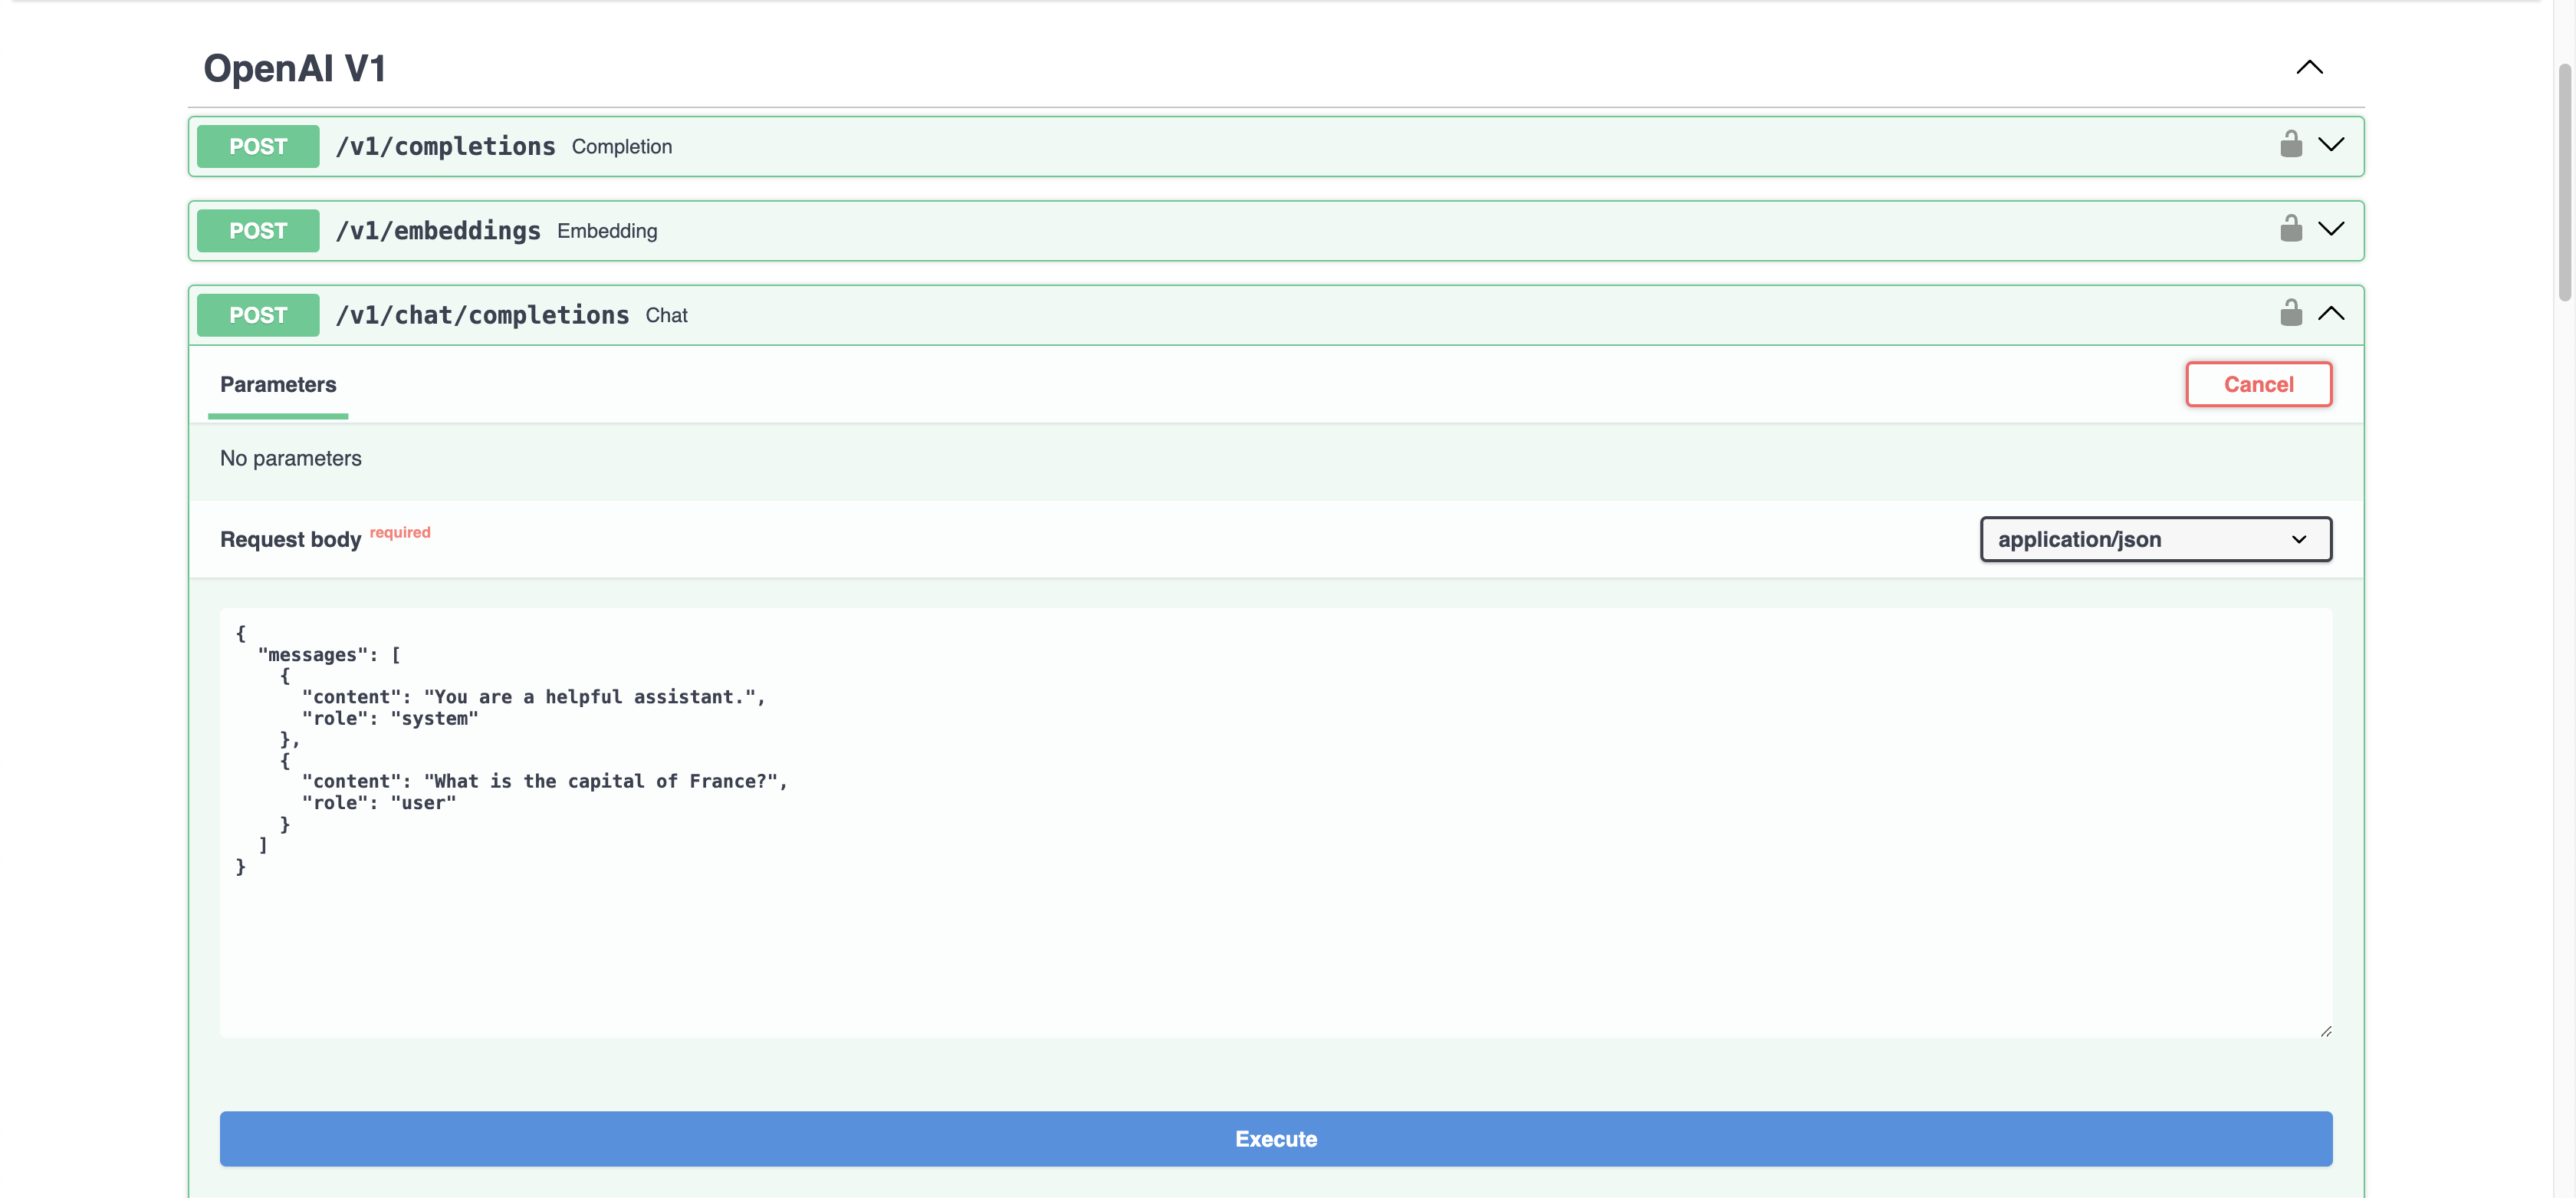 OpenAI V1
POST /v1/completions Completion
POST /v1/embeddings Embedding
POST /v1/chat/completions Chat
Parameters
Cancel
No parameters
Request body required
application/json
{
  "messages": [
    {
      "content": "You are a helpful assistant.",
      "role": "system"
    },
    {
      "content": "What is the capital of France?",
      "role": "user"
    }
  ]
}
Execute